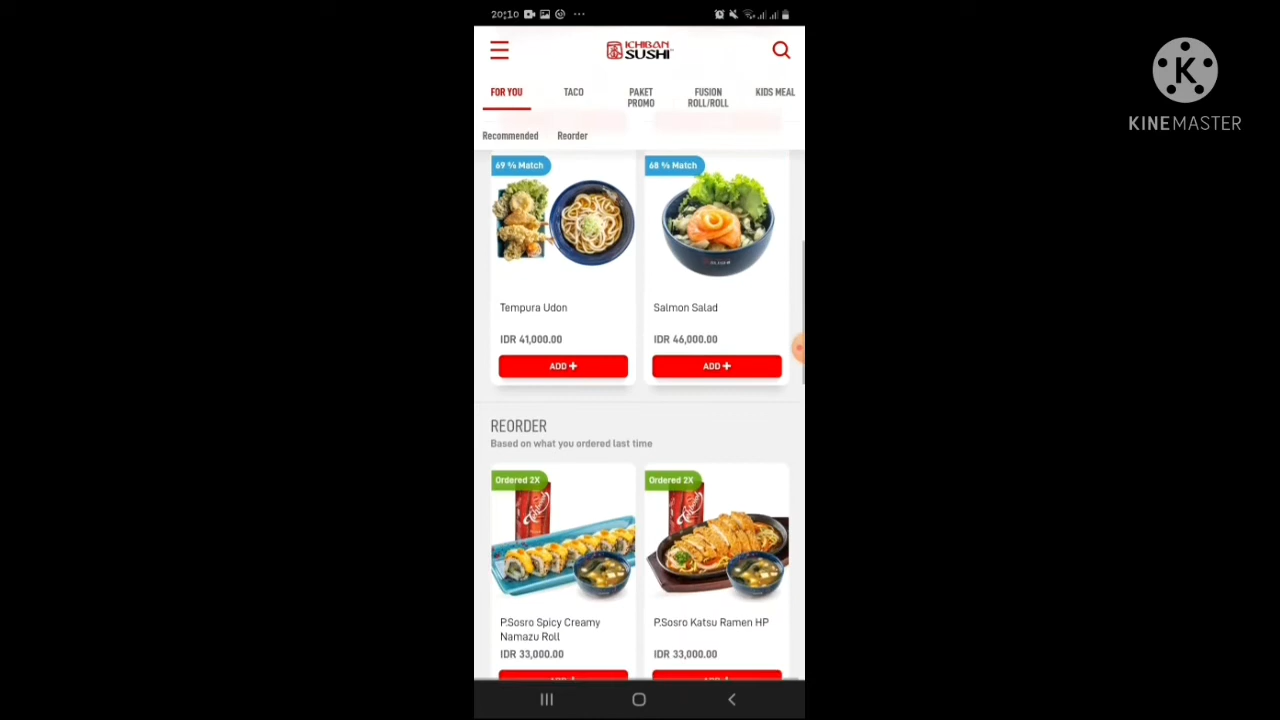 20:10
ICHIBAN
SUSHI
FOR YOU
TACO
PAKET
PROMO
FUSION
ROLL/ROLL
KIDS MEAL
Recommended
Reorder
69 % Match
68 % Match
Tempura Udon
Salmon Salad
IDR 41,000.00
IDR 46,000.00
ADD +
ADD +
REORDER
Based on what you ordered last time
Ordered 2X
Ordered 2X
P.Sosro Spicy Creamy
Namazu Roll
P.Sosro Katsu Ramen HP
IDR 33,000.00
IDR 33,000.00
K
KINEMASTER